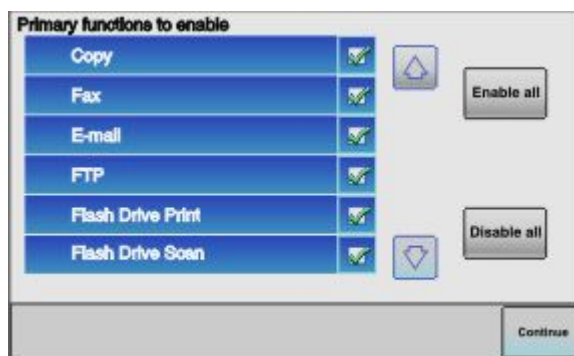 Primary functions to enable
Copy
Fax
E-mail
FTP
Flash Drive Print
Flash Drive Scan
Enable all
Disable all
Continue